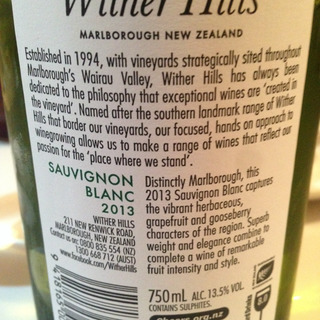 Wither Hills
MARLBOROUGH NEW ZEALAND
Established in 1994, with vineyards strategically sited throughout
Marlborough's Wairau Valley, Wither Hills has always been
dedicated to the philosophy that exceptional wines are 'created in
the vineyard'. Named after the southern landmark range of Wither
Hills that border our vineyards, our focused, hands on approach to
winegrowing allows us to make a range of wines that reflect our
passion for the 'place where we stand'.
SAUVIGNON
BLANC
2013
WITHER HILLS
211 NEW RENWICK ROAD,
MARLBOROUGH, NEW ZEALAND
Contact us on: 0800 835 554 (NZ)
1300 668 712 (AUST)
www.facebook.com/WitherHills
Distinctly Marlborough, this
2013 Sauvignon Blanc captures
the vibrant herbaceous,
grapefruit and gooseberry
characters of the region. Superb
weight and elegance combine to
complete a wine of remarkable
fruit intensity and style.
750mL ALC.13.5% VOL.
CONTAINS SULPHITES.